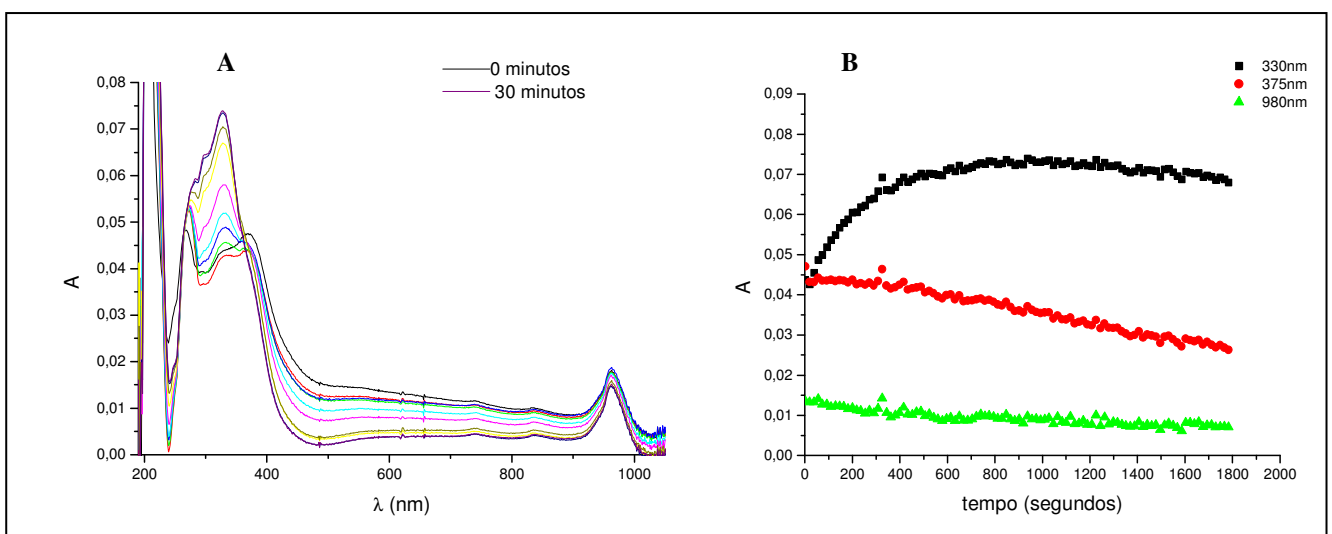 A
0 minutos
30 minutos
0,08
0,07
0,06
0,05
0,04
0,03
0,02
0,01
0,00
A
200 400 600 800 1000
λ (nm)
B
330nm
375nm
980nm
0,09
0,08
0,07
0,06
0,05
0,04
0,03
0,02
0,01
0,00
A
0 200 400 600 800 1000 1200 1400 1600 1800 2000
tempo (segundos)